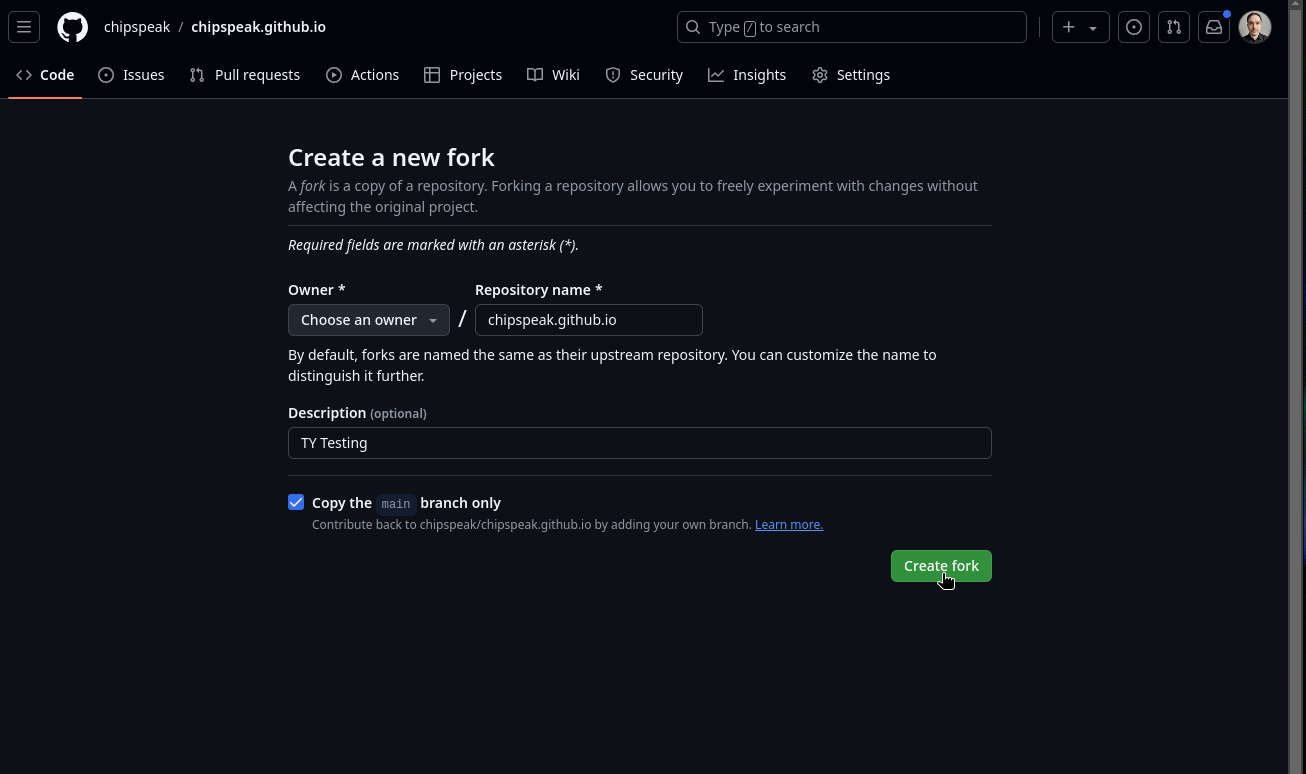 chipspeak / chipspeak.github.io
Type / to search
Code Issues Pull requests Actions Projects Wiki Security Insights Settings
Create a new fork
A fork is a copy of a repository. Forking a repository allows you to freely experiment with changes without
affecting the original project.
Required fields are marked with an asterisk (*).
Owner * Repository name *
Choose an owner / chipspeak.github.io
By default, forks are named the same as their upstream repository. You can customize the name to
distinguish it further.
Description (optional)
TY Testing
Copy the main branch only
Contribute back to chipspeak/chipspeak.github.io by adding your own branch. Learn more.
Create fork